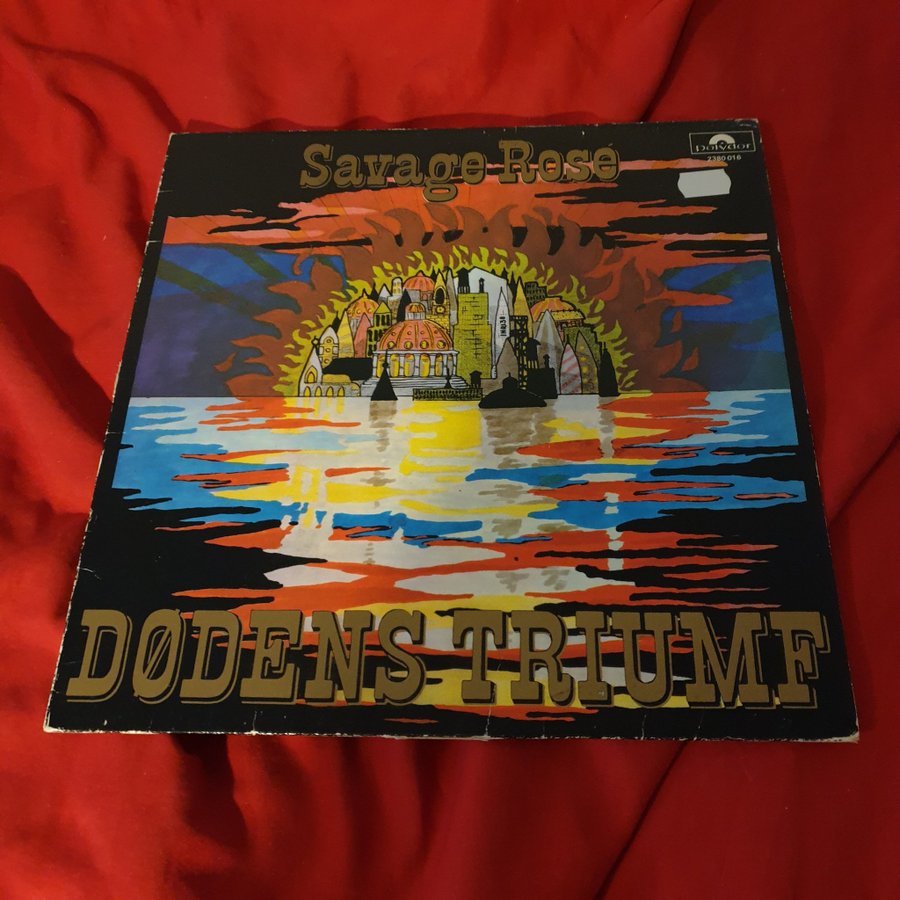 Savage Rose
Polydor
2380 016
DØDENS TRIUMF